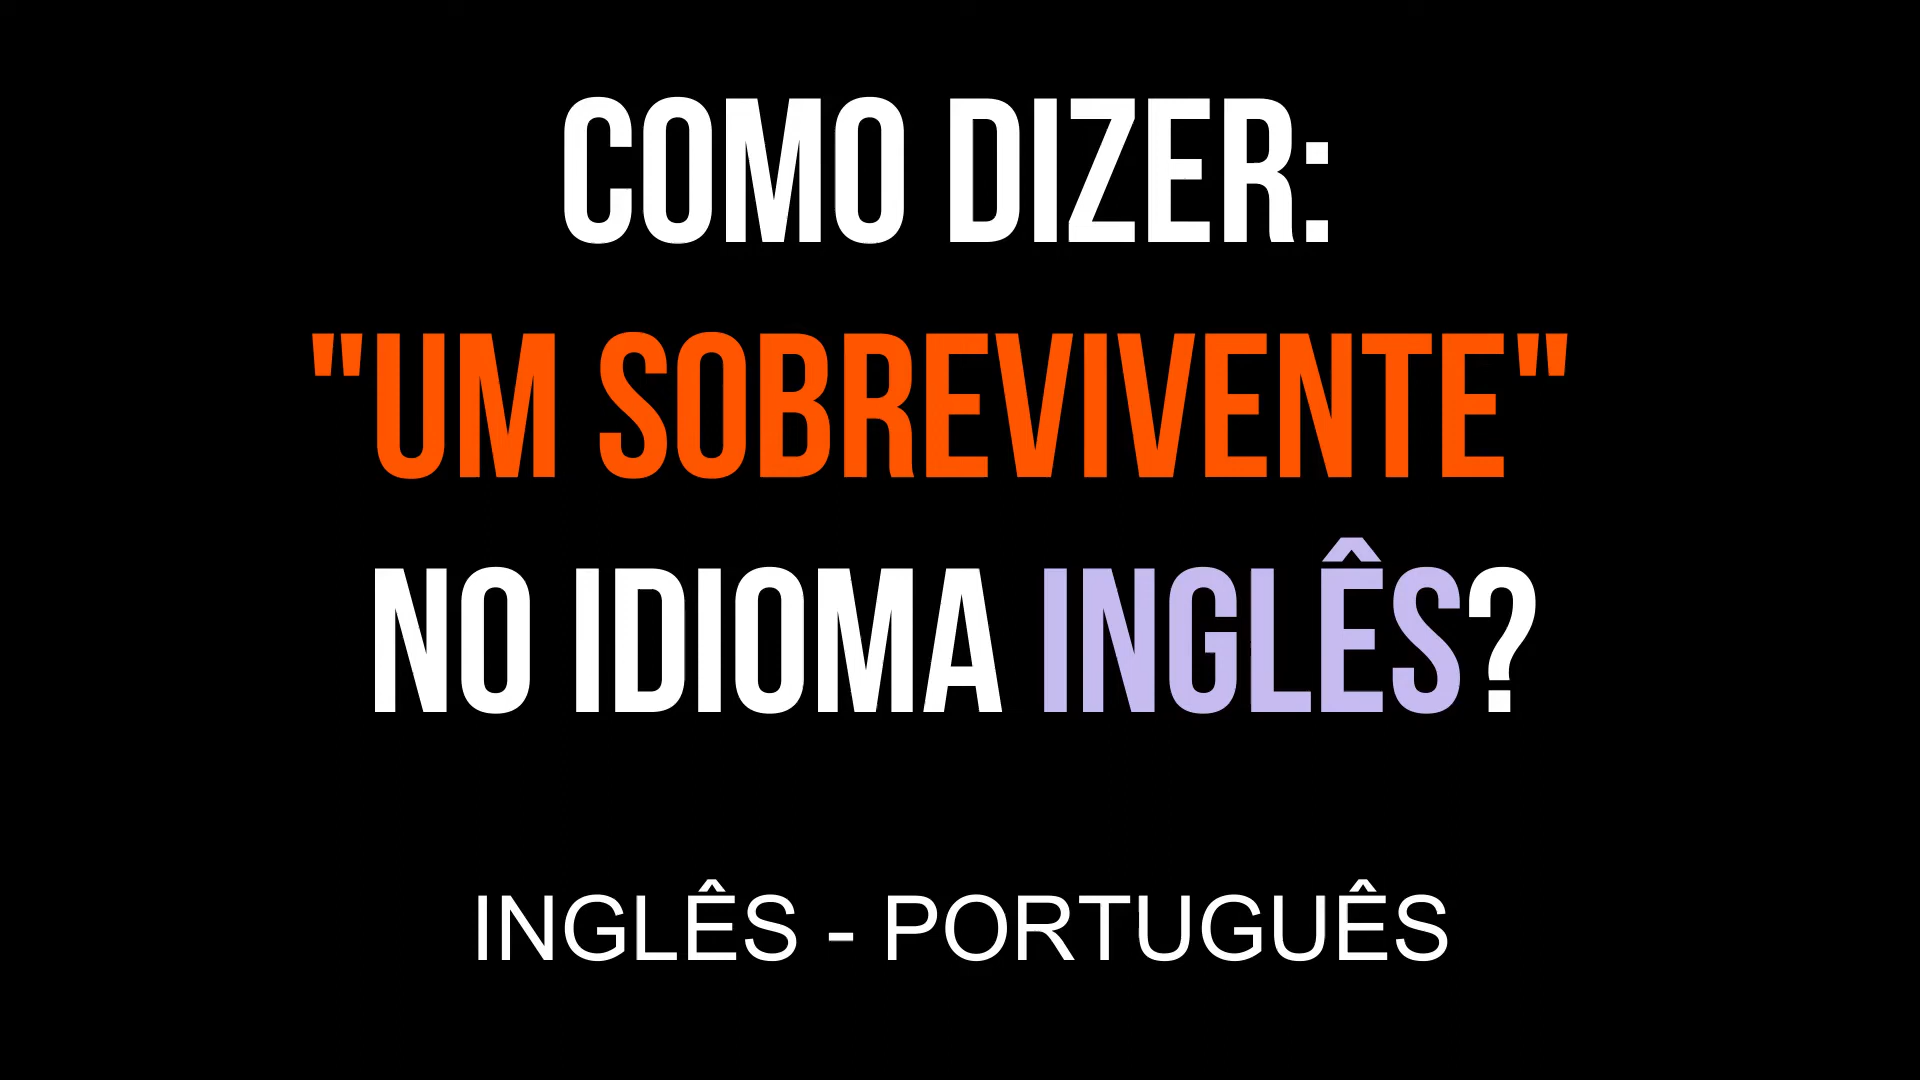 COMO DIZER:
"UM SOBREVIVENTE"
NO IDIOMA INGLÊS?
INGLÊS - PORTUGUÊS